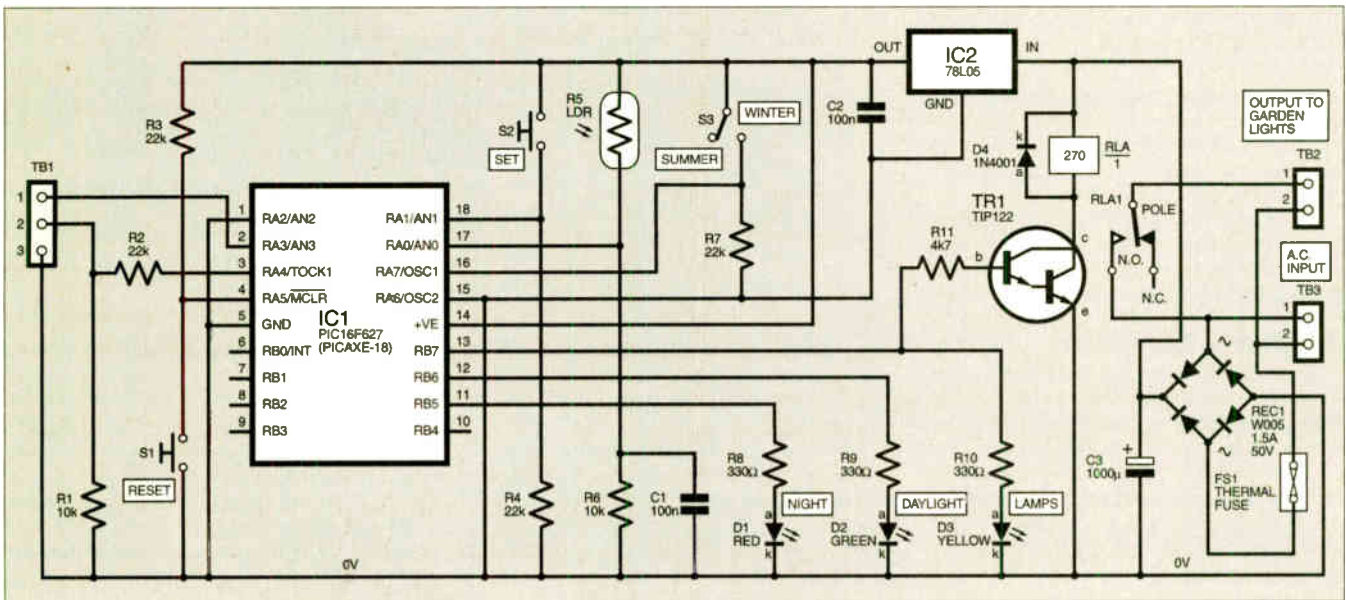 OUT
IC2
78L05
IN
GND
C2
100n
R3
22k
S2
SET
R5
LDR
S3
WINTER
SUMMER
D4
1N4001
k
a
270
RLA
1
OUTPUT TO
GARDEN
LIGHTS
TB2
1
2
TB1
1
2
3
R2
22k
1
2
3
4
5
6
7
8
9
RA2/AN2
RA3/AN3
RA4/TOCK1
RA5/MCLR
GND
RB0/INT
RB1
RB2
RB3
IC1
PIC16F627
(PICAXE-18)
RA1/AN1
RA0/AN0
RA7/OSC1
RA6/OSC2
+VE
RB7
RB6
RB5
RB4
18
17
16
15
14
13
12
11
10
R7
22k
TR1
TIP122
R11
4k7
b
c
e
RLA1
POLE
N.O.
N.C.
A.C.
INPUT
TB3
1
2
S1
RESET
R1
10k
R4
22k
R6
10k
C1
100n
R8
330Ω
NIGHT
a
D1
RED
k
R9
330Ω
DAYLIGHT
a
D2
GREEN
k
R10
330Ω
LAMPS
a
D3
YELLOW
k
+
C3
1000µ
~
~
REC1
W005
1.5A
50V
FS1
THERMAL
FUSE
0V
0V